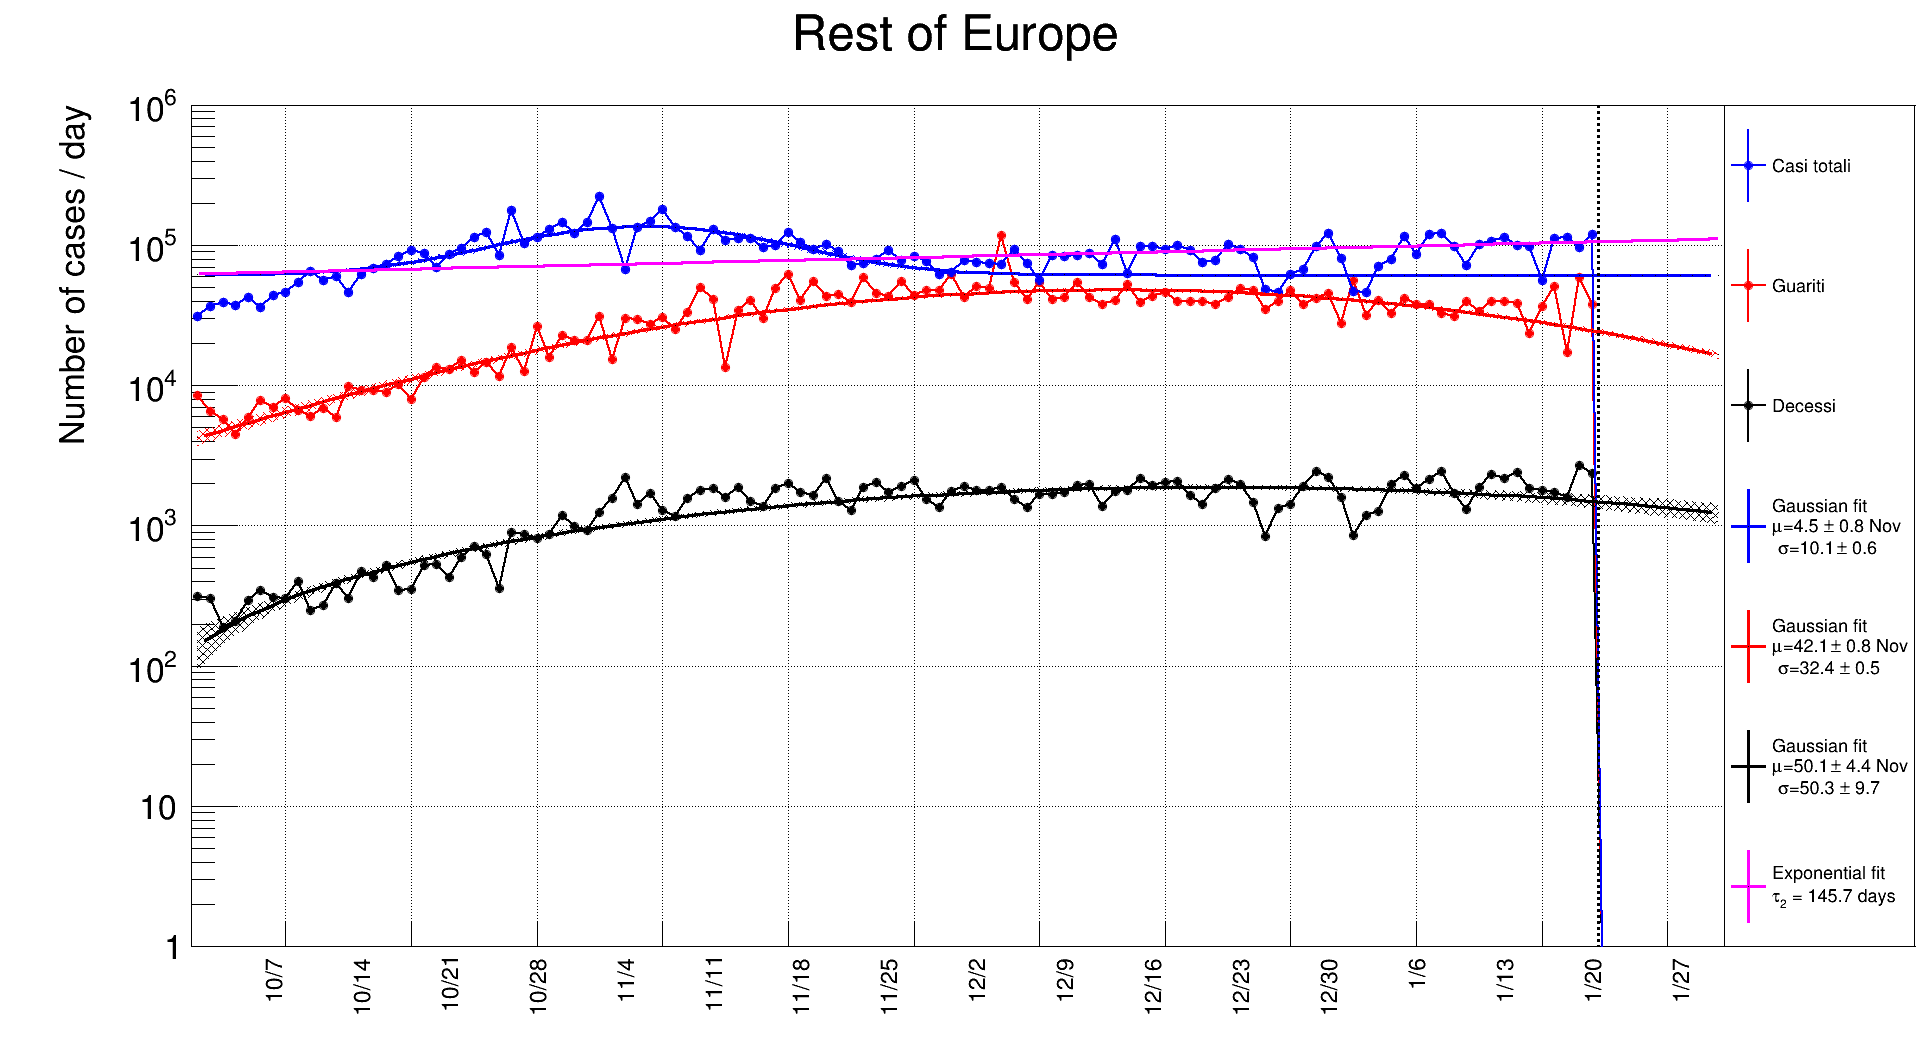 Rest of Europe
Number of cases / day
10^6
10^5
10^4
10^3
10^2
10
1
10/7
10/14
10/21
10/28
11/4
11/11
11/18
11/25
12/2
12/9
12/16
12/23
12/30
1/6
1/13
1/20
1/27
Casi totali
Guariti
Decessi
Gaussian fit
μ=4.5 ± 0.8 Nov
σ=10.1 ± 0.6
Gaussian fit
μ=42.1 ± 0.8 Nov
σ=32.4 ± 0.5
Gaussian fit
μ=50.1 ± 4.4 Nov
σ=50.3 ± 9.7
Exponential fit
τ₂ = 145.7 days